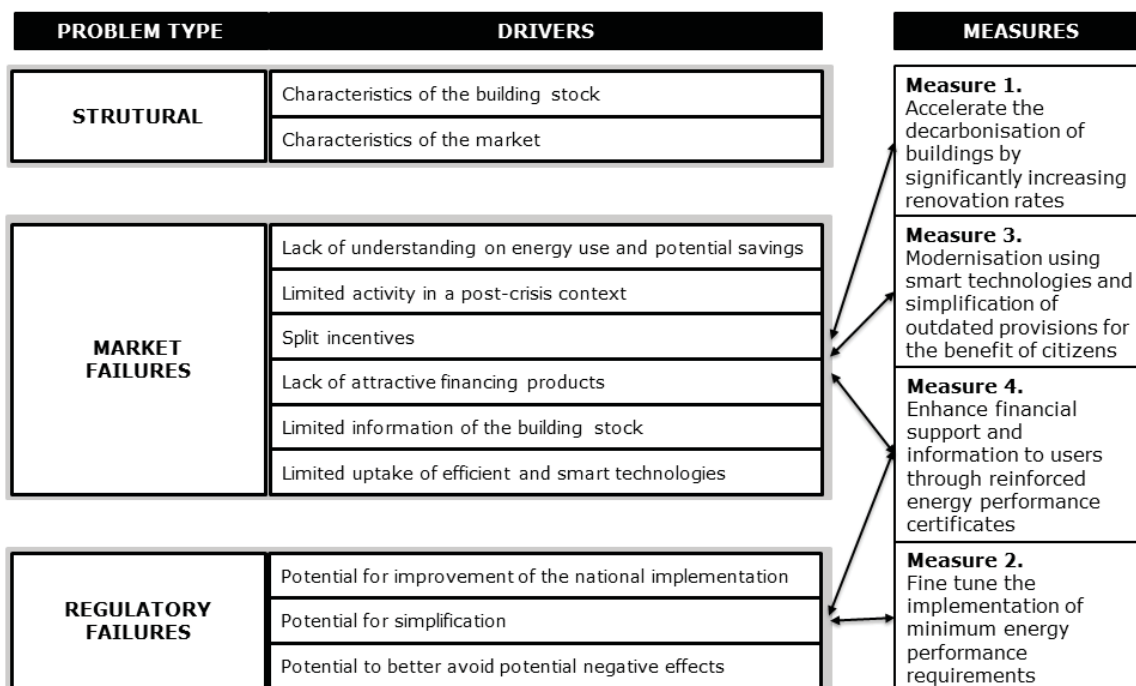 PROBLEM TYPE
DRIVERS
MEASURES
STRUTURAL
Characteristics of the building stock
Characteristics of the market
MARKET
FAILURES
Lack of understanding on energy use and potential savings
Limited activity in a post-crisis context
Split incentives
Lack of attractive financing products
Limited information of the building stock
Limited uptake of efficient and smart technologies
REGULATORY
FAILURES
Potential for improvement of the national implementation
Potential for simplification
Potential to better avoid potential negative effects
Measure 1.
Accelerate the
decarbonisation of
buildings by
significantly increasing
renovation rates
Measure 3.
Modernisation using
smart technologies and
simplification of
outdated provisions for
the benefit of citizens
Measure 4.
Enhance financial
support and
information to users
through reinforced
energy performance
certificates
Measure 2.
Fine tune the
implementation of
minimum energy
performance
requirements